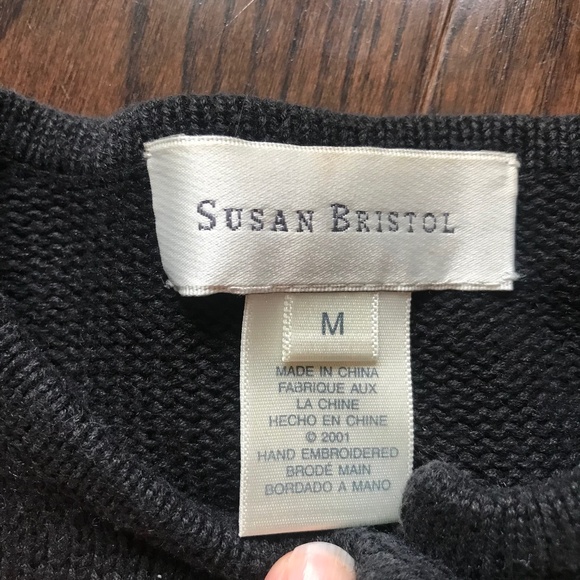 SUSAN BRISTOL
M
MADE IN CHINA
FABRIQUE AUX
LA CHINE
HECHO EN CHINE
© 2001
HAND EMBROIDERED
BRODÉ MAIN
BORDADO A MANO